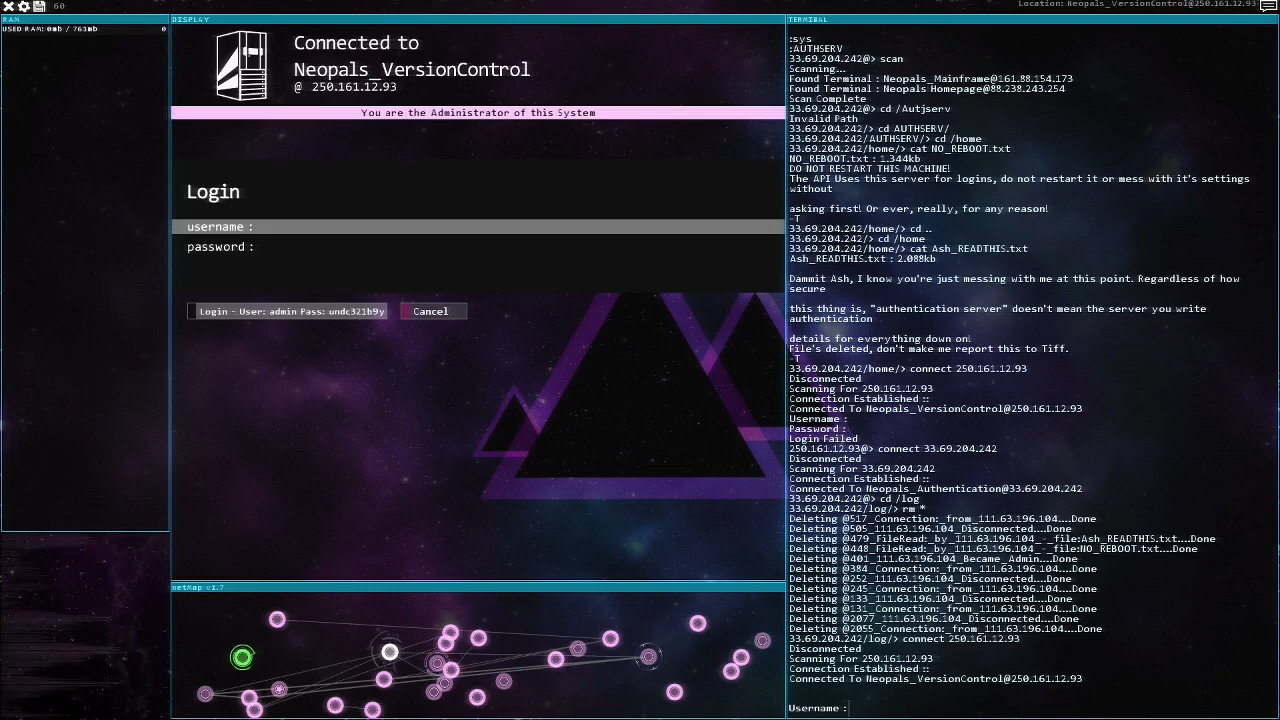 60
Location: Neopals_VersionControl@250.161.12.93
RAM
USED RAM: 0mb / 761mb 0
DISPLAY
Connected to
Neopals_VersionControl
@ 250.161.12.93
You are the Administrator of this System
Login
username :
password :
Login - User: admin Pass: undc321b9y
Cancel
netMap v1.7
TERMINAL
:sys
:AUTHSERV
33.69.204.242@> scan
Scanning...
Found Terminal : Neopals_Mainframe@161.88.154.173
Found Terminal : Neopals Homepage@88.238.243.254
Scan Complete
33.69.204.242@> cd /Autjserv
Invalid Path
33.69.204.242/> cd AUTHSERV/
33.69.204.242/AUTHSERV/> cd /home
33.69.204.242/home/> cat NO_REBOOT.txt
NO_REBOOT.txt : 1.344kb
DO NOT RESTART THIS MACHINE!
The API Uses this server for logins, do not restart it or mess with it's settings
without
asking first! Or ever, really, for any reason!
-T
33.69.204.242/home/> cd ..
33.69.204.242/> cd /home
33.69.204.242/home/> cat Ash_READTHIS.txt
Ash_READTHIS.txt : 2.088kb
Dammit Ash, I know you're just messing with me at this point. Regardless of how
secure
this thing is, "authentication server" doesn't mean the server you write
authentication
details for everything down on!
File's deleted, don't make me report this to Tiff.
-T
33.69.204.242/home/> connect 250.161.12.93
Disconnected
Scanning For 250.161.12.93
Connection Established ::
Connected To Neopals_VersionControl@250.161.12.93
Username :
Password :
Login Failed
250.161.12.93@> connect 33.69.204.242
Disconnected
Scanning For 33.69.204.242
Connection Established ::
Connected To Neopals_Authentication@33.69.204.242
33.69.204.242@> cd /log
33.69.204.242/log/> rm *
Deleting @517_Connection:_from_111.63.196.104....Done
Deleting @505_111.63.196.104_Disconnected....Done
Deleting @479_FileRead:_by_111.63.196.104_-_file:Ash_READTHIS.txt....Done
Deleting @448_FileRead:_by_111.63.196.104_-_file:NO_REBOOT.txt....Done
Deleting @401_111.63.196.104_Became_Admin....Done
Deleting @384_Connection:_from_111.63.196.104....Done
Deleting @252_111.63.196.104_Disconnected....Done
Deleting @245_Connection:_from_111.63.196.104....Done
Deleting @133_111.63.196.104_Disconnected....Done
Deleting @131_Connection:_from_111.63.196.104....Done
Deleting @2077_111.63.196.104_Disconnected....Done
Deleting @2055_Connection:_from_111.63.196.104....Done
33.69.204.242/log/> connect 250.161.12.93
Disconnected
Scanning For 250.161.12.93
Connection Established ::
Connected To Neopals_VersionControl@250.161.12.93
Username :